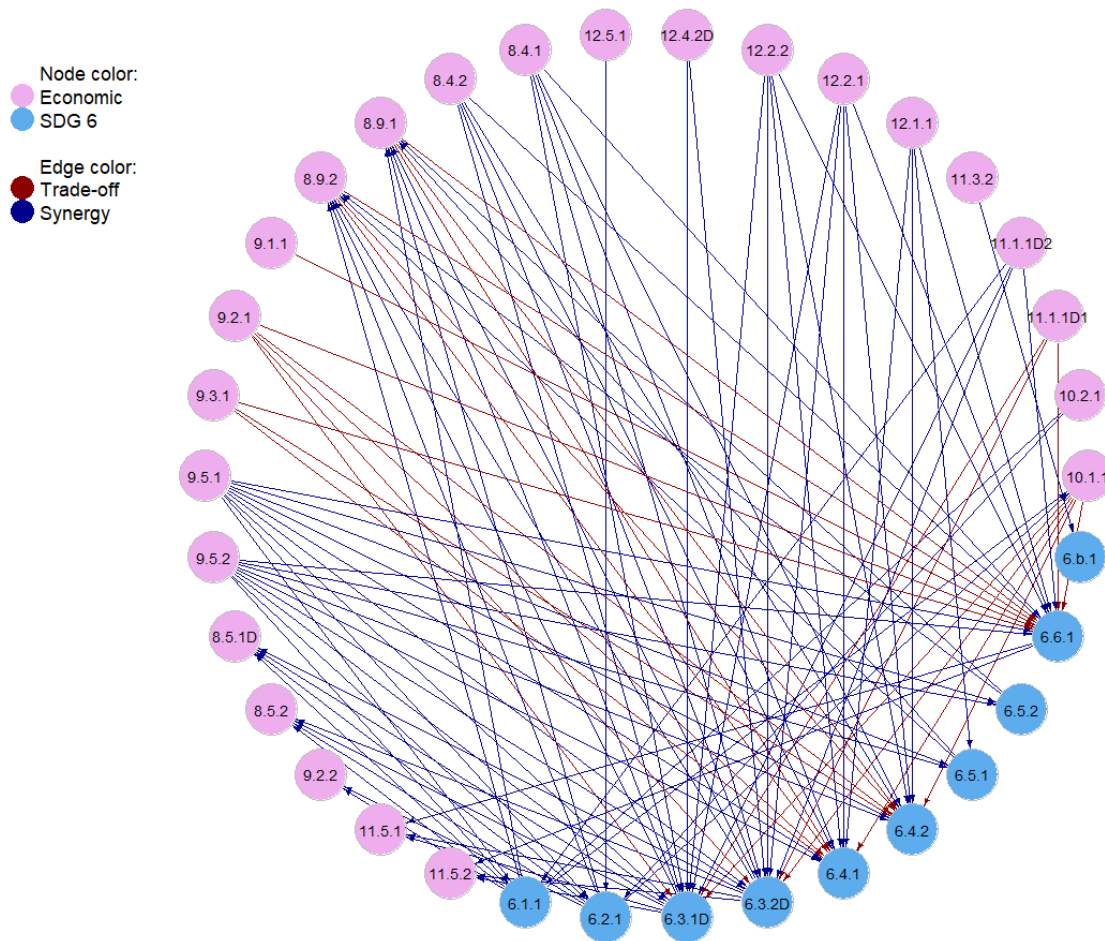 Node color:
Economic
SDG 6
Edge color:
Trade-off
Synergy
12.5.1
12.4.2D
8.4.1
12.2.2
8.4.2
12.2.1
8.9.1
12.1.1
8.9.2
11.3.2
9.1.1
11.1.1D2
9.2.1
11.1.1D1
9.3.1
10.2.1
9.5.1
10.1.1
9.5.2
6.b.1
8.5.1D
6.6.1
8.5.2
6.5.2
9.2.2
6.5.1
11.5.1
6.4.2
11.5.2
6.4.1
6.1.1
6.3.2D
6.2.1
6.3.1D